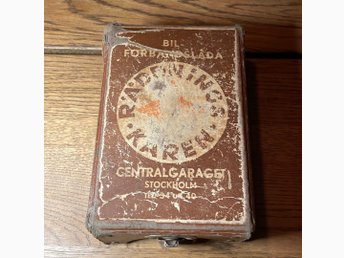 BIL-
FÖRBANDSLÅDA
RÄDDNINGS
KÅREN
CENTRALGARAGET
STOCKHOLM